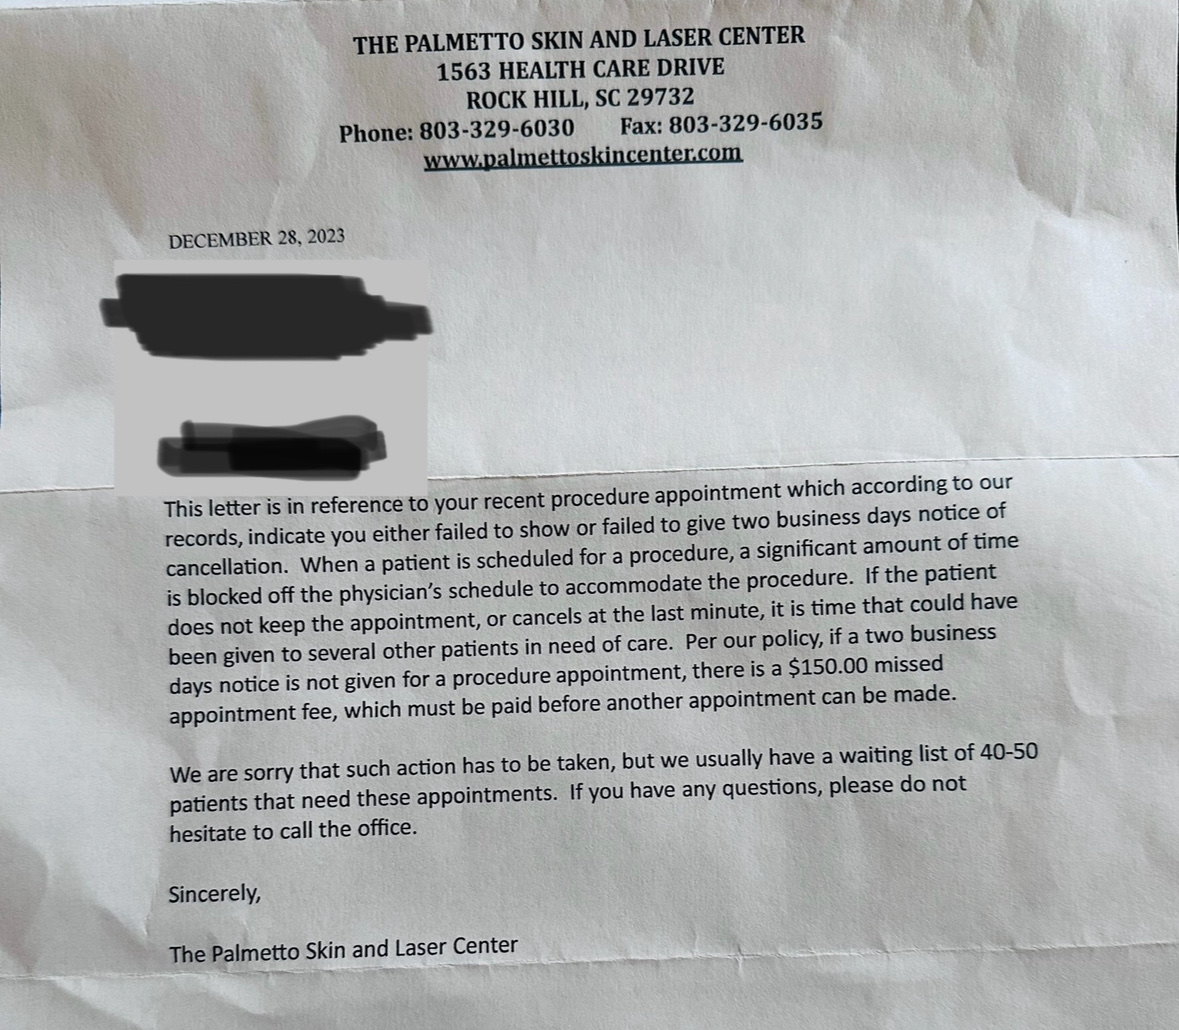 THE PALMETTO SKIN AND LASER CENTER
1563 HEALTH CARE DRIVE
ROCK HILL, SC 29732
Phone: 803-329-6030 Fax: 803-329-6035
www.palmettoskincenter.com
DECEMBER 28, 2023
This letter is in reference to your recent procedure appointment which according to our
records, indicate you either failed to show or failed to give two business days notice of
cancellation. When a patient is scheduled for a procedure, a significant amount of time
is blocked off the physician's schedule to accommodate the procedure. If the patient
does not keep the appointment, or cancels at the last minute, it is time that could have
been given to several other patients in need of care. Per our policy, if a two business
days notice is not given for a procedure appointment, there is a $150.00 missed
appointment fee, which must be paid before another appointment can be made.
We are sorry that such action has to be taken, but we usually have a waiting list of 40-50
patients that need these appointments. If you have any questions, please do not
hesitate to call the office.
Sincerely,
The Palmetto Skin and Laser Center